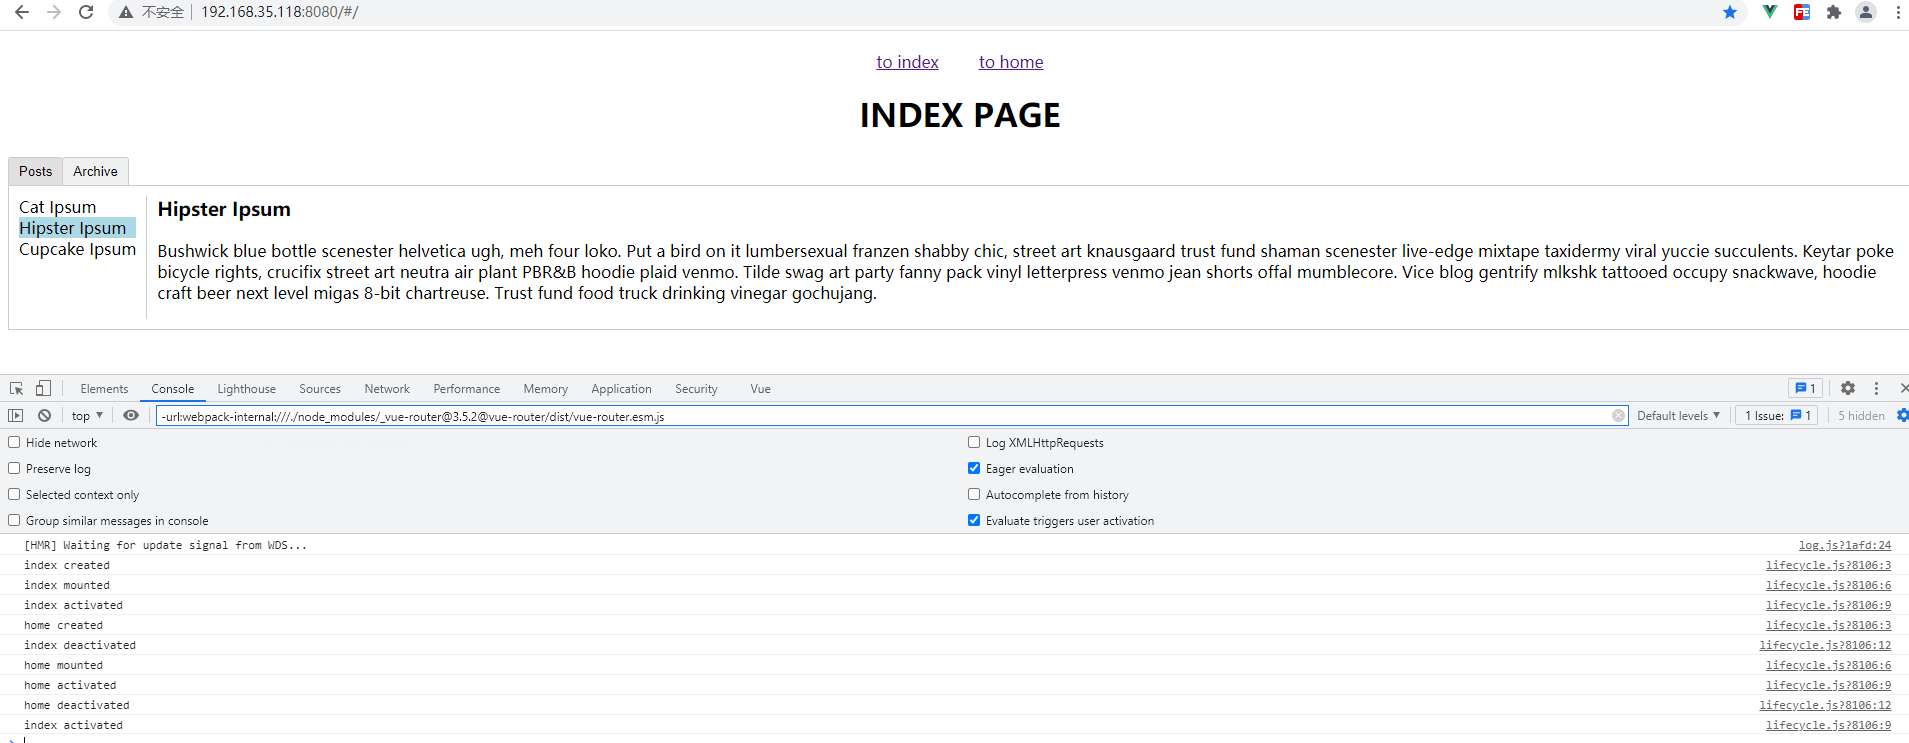 不安全 192.168.35.118:8080/#/
to index to home
INDEX PAGE
Posts Archive
Cat Ipsum
Hipster Ipsum
Cupcake Ipsum
Hipster Ipsum
Bushwick blue bottle scenester helvetica ugh, meh four loko. Put a bird on it lumbersexual franzen shabby chic, street art knausgaard trust fund shaman scenester live-edge mixtape taxidermy viral yuccie succulents. Keytar poke
bicycle rights, crucifix street art neutra air plant PBR&B hoodie plaid venmo. Tilde swag art party fanny pack vinyl letterpress venmo jean shorts offal mumblecore. Vice blog gentrify mlkshk tattooed occupy snackwave, hoodie
craft beer next level migas 8-bit chartreuse. Trust fund food truck drinking vinegar gochujang.
Elements Console Lighthouse Sources Network Performance Memory Application Security Vue 1
top -url:webpack-internal:///./node_modules/_vue-router@3.5.2@vue-router/dist/vue-router.esm.js Default levels 1 Issue: 1 5 hidden
Hide network Log XMLHttpRequests
Preserve log Eager evaluation
Selected context only Autocomplete from history
Group similar messages in console Evaluate triggers user activation
[HMR] Waiting for update signal from WDS... log.js?1afd:24
index created lifecycle.js?8106:3
index mounted lifecycle.js?8106:6
index activated lifecycle.js?8106:9
home created lifecycle.js?8106:3
index deactivated lifecycle.js?8106:12
home mounted lifecycle.js?8106:6
home activated lifecycle.js?8106:9
home deactivated lifecycle.js?8106:12
index activated lifecycle.js?8106:9